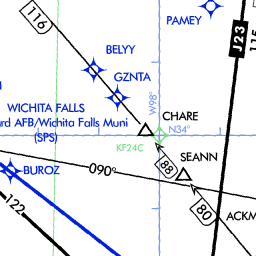 116
PAMEY
J23
BELYY
GZNTA
W98°
WICHITA FALLS
rd AFB/Wichita Falls Muni
(SPS)
CHARE
N34°
KF24C
88
SEANN
BUROZ
090°
122
80
ACKM